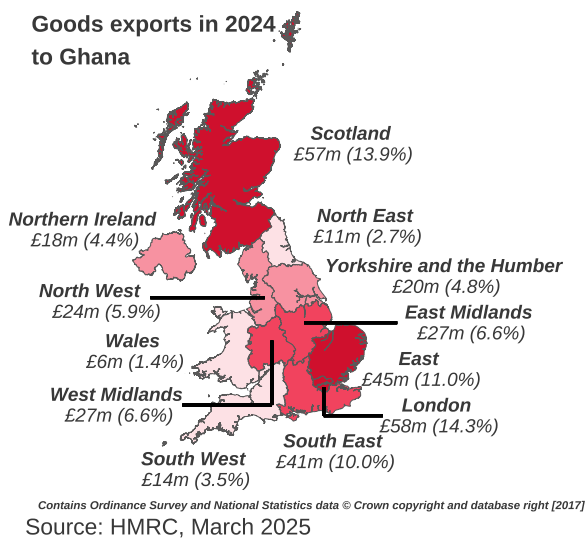 Goods exports in 2024
to Ghana
Scotland
£57m (13.9%)
Northern Ireland
£18m (4.4%)
North East
£11m (2.7%)
Yorkshire and the Humber
£20m (4.8%)
North West
£24m (5.9%)
East Midlands
£27m (6.6%)
Wales
£6m (1.4%)
East
£45m (11.0%)
West Midlands
£27m (6.6%)
London
£58m (14.3%)
South East
£41m (10.0%)
South West
£14m (3.5%)
Contains Ordinance Survey and National Statistics data © Crown copyright and database right [2017]
Source: HMRC, March 2025